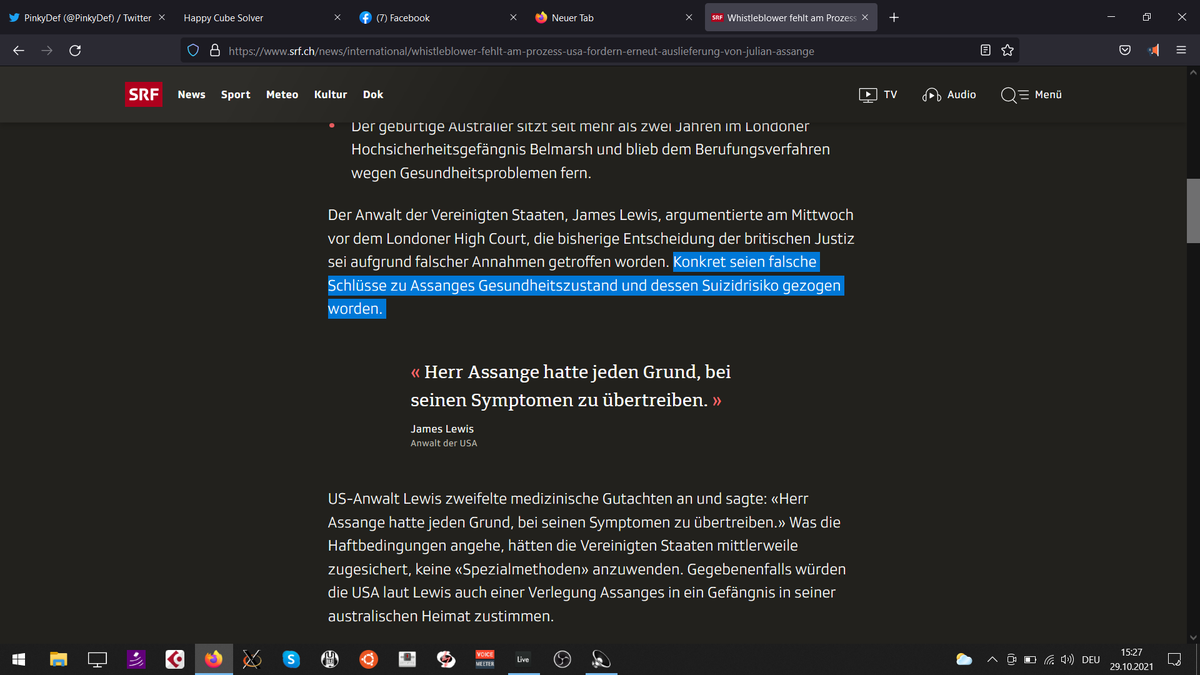 PinkyDef (@PinkyDef) / Twitter
Happy Cube Solver
(7) Facebook
Neuer Tab
SRF Whistleblower fehlt am Prozess
https://www.srf.ch/news/international/whistleblower-fehlt-am-prozess-usa-fordern-erneut-auslieferung-von-julian-assange
SRF News Sport Meteo Kultur Dok TV Audio Menü
Der gebürtige Australier sitzt seit mehr als zwei Jahren im Londoner
Hochsicherheitsgefängnis Belmarsh und blieb dem Berufungsverfahren
wegen Gesundheitsproblemen fern.
Der Anwalt der Vereinigten Staaten, James Lewis, argumentierte am Mittwoch
vor dem Londoner High Court, die bisherige Entscheidung der britischen Justiz
sei aufgrund falscher Annahmen getroffen worden. Konkret seien falsche
Schlüsse zu Assanges Gesundheitszustand und dessen Suizidrisiko gezogen
worden.
« Herr Assange hatte jeden Grund, bei
seinen Symptomen zu übertreiben. »
James Lewis
Anwalt der USA
US-Anwalt Lewis zweifelte medizinische Gutachten an und sagte: «Herr
Assange hatte jeden Grund, bei seinen Symptomen zu übertreiben.» Was die
Haftbedingungen angehe, hätten die Vereinigten Staaten mittlerweile
zugesichert, keine «Spezialmethoden» anzuwenden. Gegebenenfalls würden
die USA laut Lewis auch einer Verlegung Assanges in ein Gefängnis in seiner
australischen Heimat zustimmen.
VOICE
MEETER
Live
DEU
15:27
29.10.2021